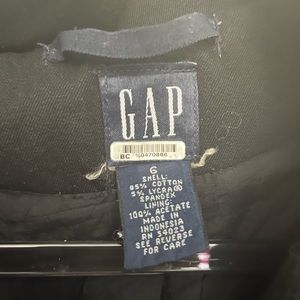 GAP
BC
6
SHELL:
95% COTTON
5% LYCRA®
SPANDEX
LINING:
100% ACETATE
MADE IN
INDONESIA
RN 54023
SEE REVERSE
FOR CARE